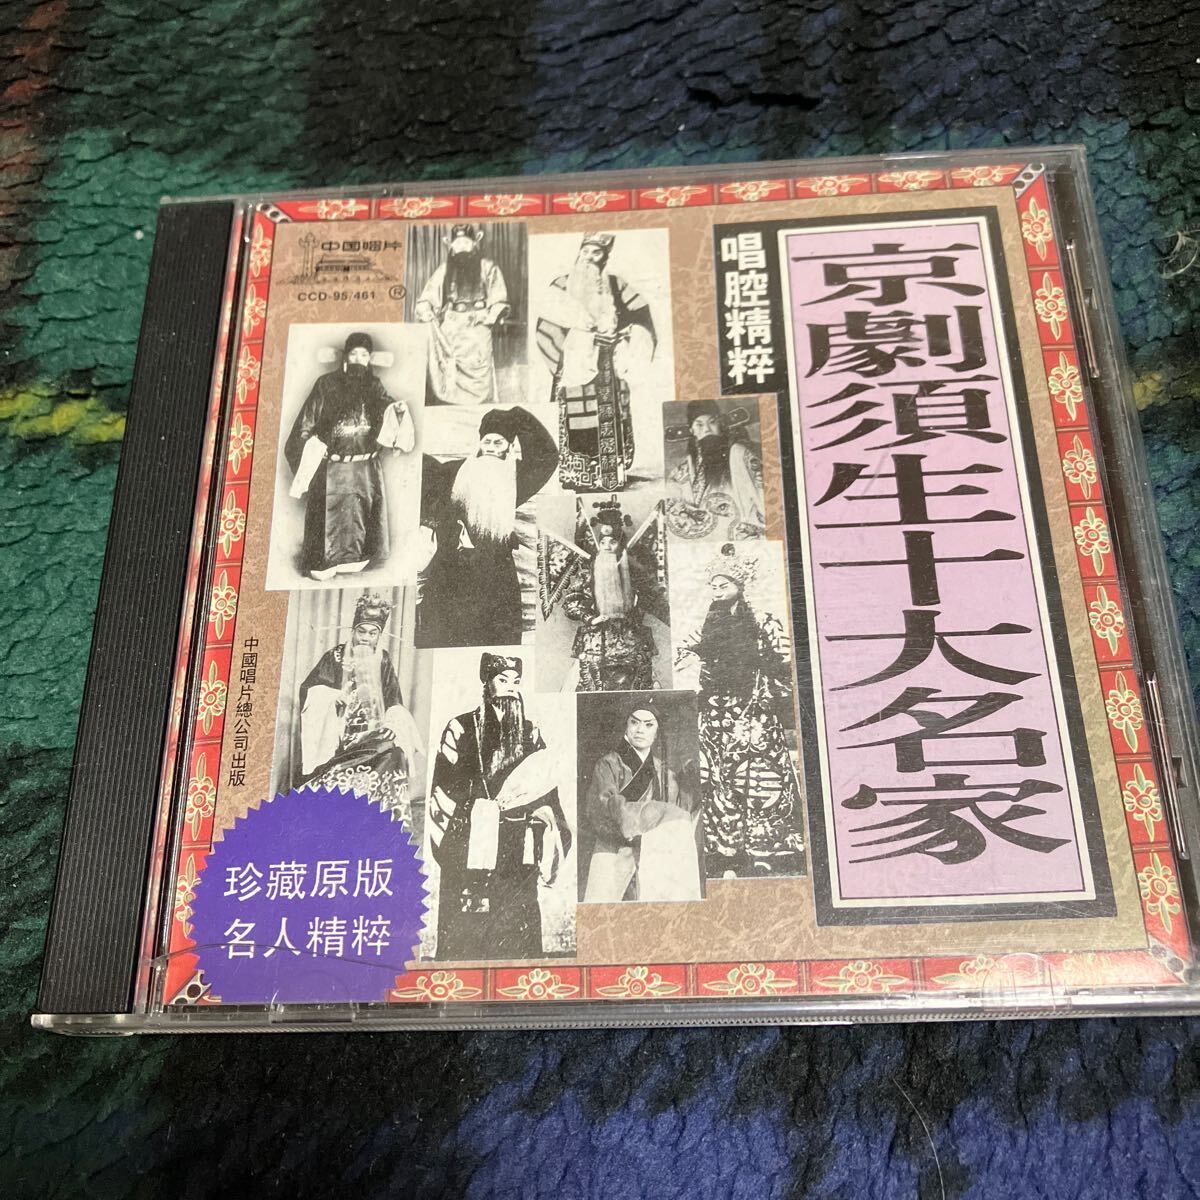 京劇須生十大名家
唱腔精粹
中国唱片
CCD-95/461 ®
中國唱片總公司出版
珍藏原版
名人精粹